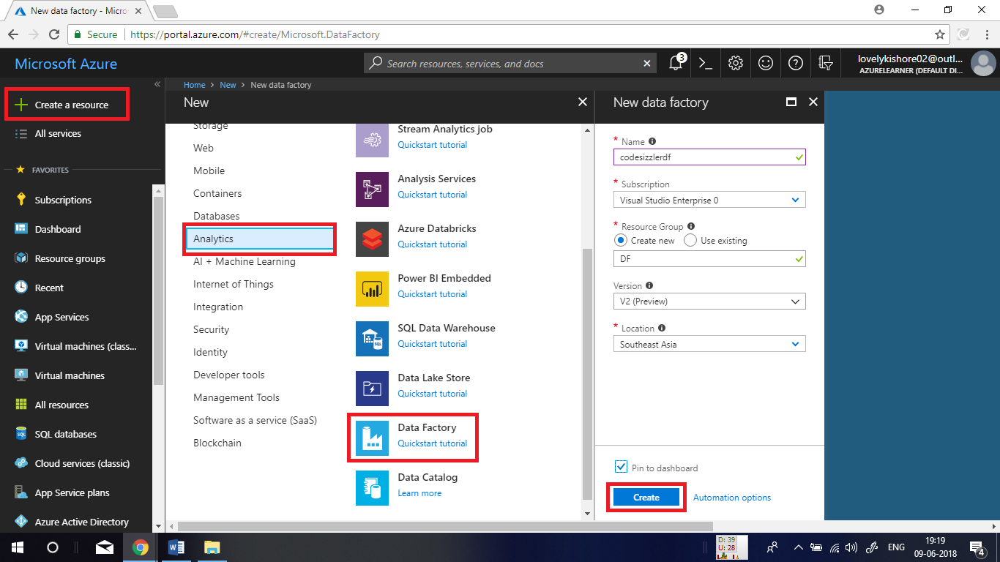 New data factory - Micros
Secure
https://portal.azure.com/#create/Microsoft.DataFactory
Microsoft Azure
Search resources, services, and docs
3
lovelykishore02@outl...
AZURELEARNER (DEFAULT DI...
Create a resource
All services
FAVORITES
Subscriptions
Dashboard
Resource groups
Recent
App Services
Virtual machines (classi...
Virtual machines
All resources
SQL databases
Cloud services (classic)
App Service plans
Azure Active Directory
Home > New > New data factory
New
Storage
Web
Mobile
Containers
Databases
Analytics
AI + Machine Learning
Internet of Things
Integration
Security
Identity
Developer tools
Management Tools
Software as a service (SaaS)
Blockchain
Stream Analytics job
Quickstart tutorial
Analysis Services
Quickstart tutorial
Azure Databricks
Quickstart tutorial
Power BI Embedded
Quickstart tutorial
SQL Data Warehouse
Quickstart tutorial
Data Lake Store
Quickstart tutorial
Data Factory
Quickstart tutorial
Data Catalog
Learn more
New data factory
* Name
codesizzlerdf
* Subscription
Visual Studio Enterprise 0
* Resource Group
Create new Use existing
DF
Version
V2 (Preview)
* Location
Southeast Asia
Pin to dashboard
Create
Automation options
D: 39
U: 28
ENG
19:19
09-06-2018
4